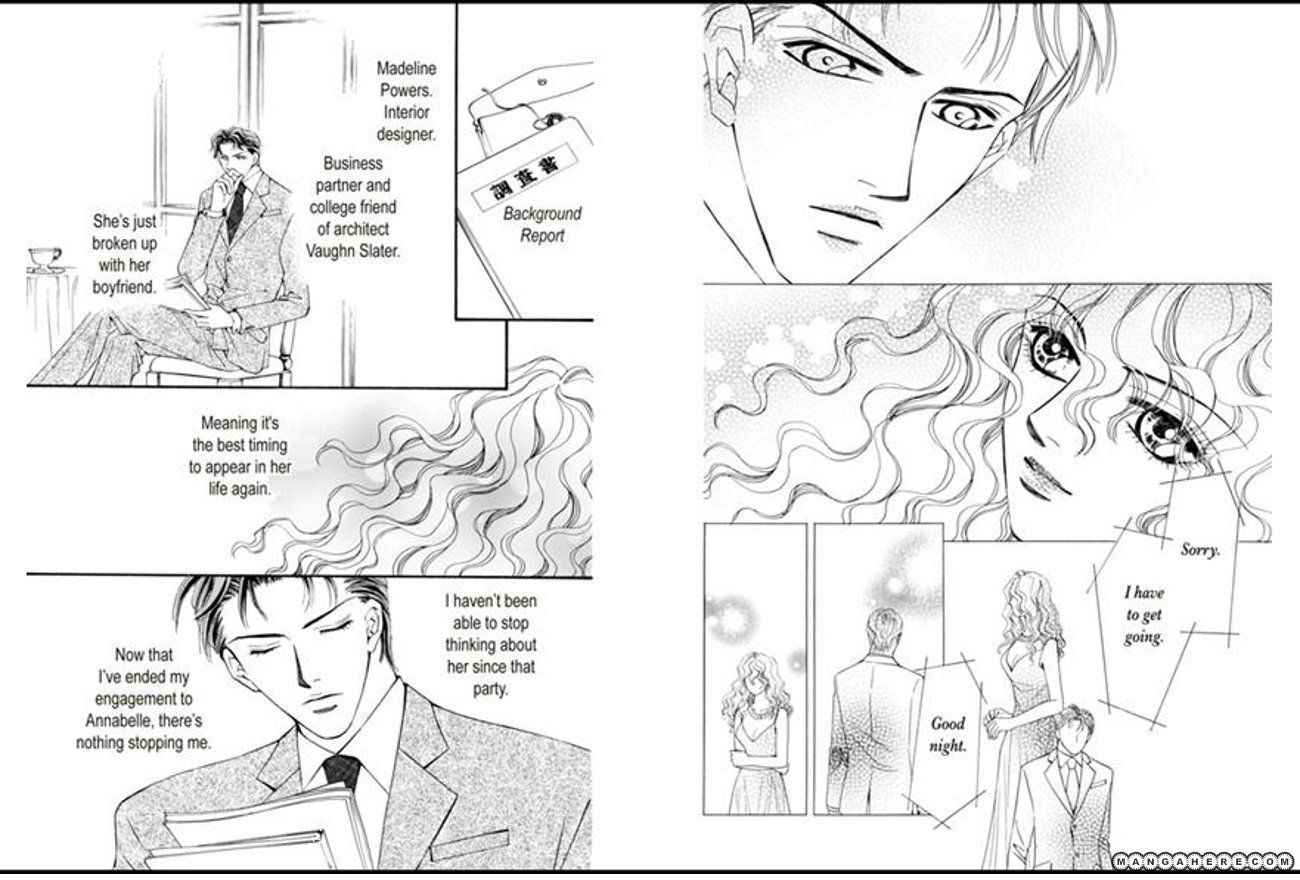 Sorry.
I have
to get
going.
Good
night.
調査書
Background
Report
Madeline
Powers.
Interior
designer.
Business
partner and
college friend
of architect
Vaughn Slater.
She's just
broken up
with her
boyfriend.
Meaning it's
the best timing
to appear in her
life again.
I haven't been
able to stop
thinking about
her since that
party.
Now that
I've ended my
engagement to
Annabelle, there's
nothing stopping me.
MANGAHERE.COM